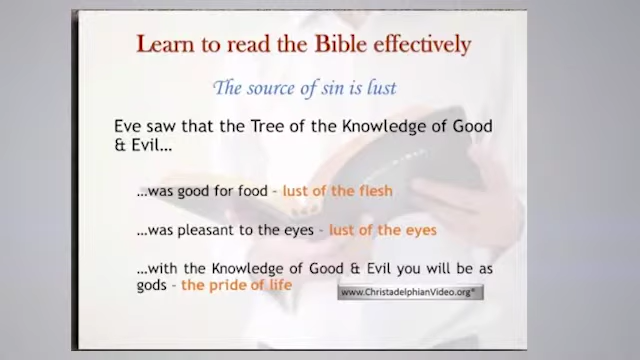 Learn to read the Bible effectively
The source of sin is lust
Eve saw that the Tree of the Knowledge of Good
& Evil…
…was good for food – lust of the flesh
…was pleasant to the eyes – lust of the eyes
…with the Knowledge of Good & Evil you will be as
gods – the pride of life
www.ChristadelphianVideo.org*